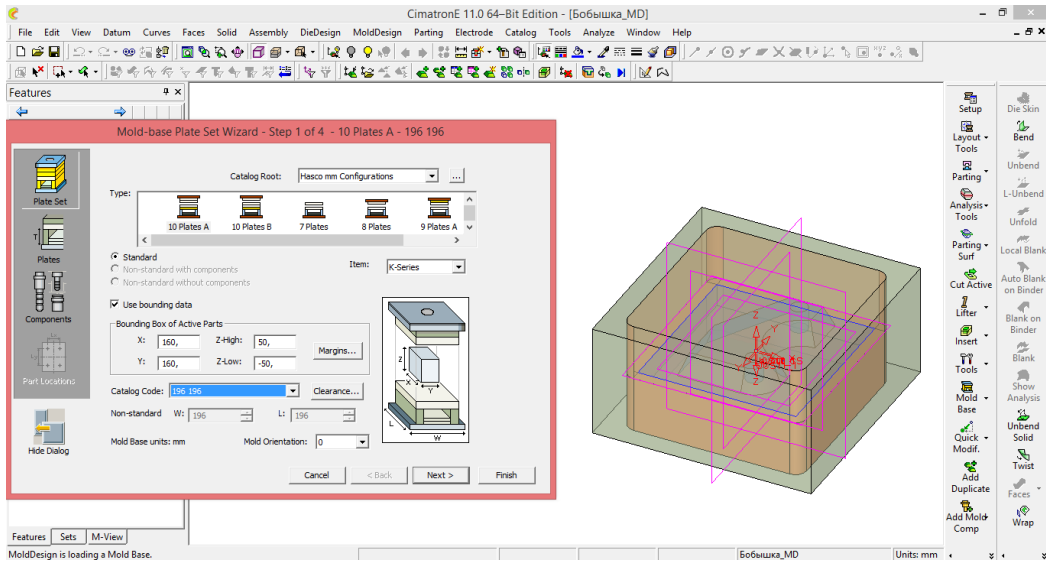 CimatronE 11.0 64-Bit Edition - [Бобышка_MD]
File Edit View Datum Curves Faces Solid Assembly DieDesign MoldDesign Parting Electrode Catalog Tools Analyze Window Help
Features
Mold-base Plate Set Wizard - Step 1 of 4 - 10 Plates A - 196 196
Plate Set
Plates
Components
Part Locations
Hide Dialog
Catalog Root: Hasco mm Configurations ...
Type:
10 Plates A 10 Plates B 7 Plates 8 Plates 9 Plates A
Standard
Non-standard with components
Non-standard without components
Item: K-Series
Use bounding data
Bounding Box of Active Parts
X: 160, Z-High: 50,
Y: 160, Z-Low: -50,
Margins...
Catalog Code: 196 196 Clearance...
Non-standard W: 196 L: 196
Mold Base units: mm Mold Orientation: 0
Z
X
Y
L
W
Cancel < Back Next > Finish
Z
Y
X
Z
Setup
Layout Tools
Parting
Analysis Tools
Parting Surf
Cut Active
Lifter
Insert
Tools
Mold Base
Quick Modif.
Add Duplicate
Add Mold Comp
Die Skin
Bend
Unbend
L-Unbend
Unfold
Local Blank
Auto Blank on Binder
Blank on Binder
Blank
Show Analysis
Unbend Solid
Twist
Faces
Wrap
Features Sets M-View
MoldDesign is loading a Mold Base.
Бобышка_MD
Units: mm